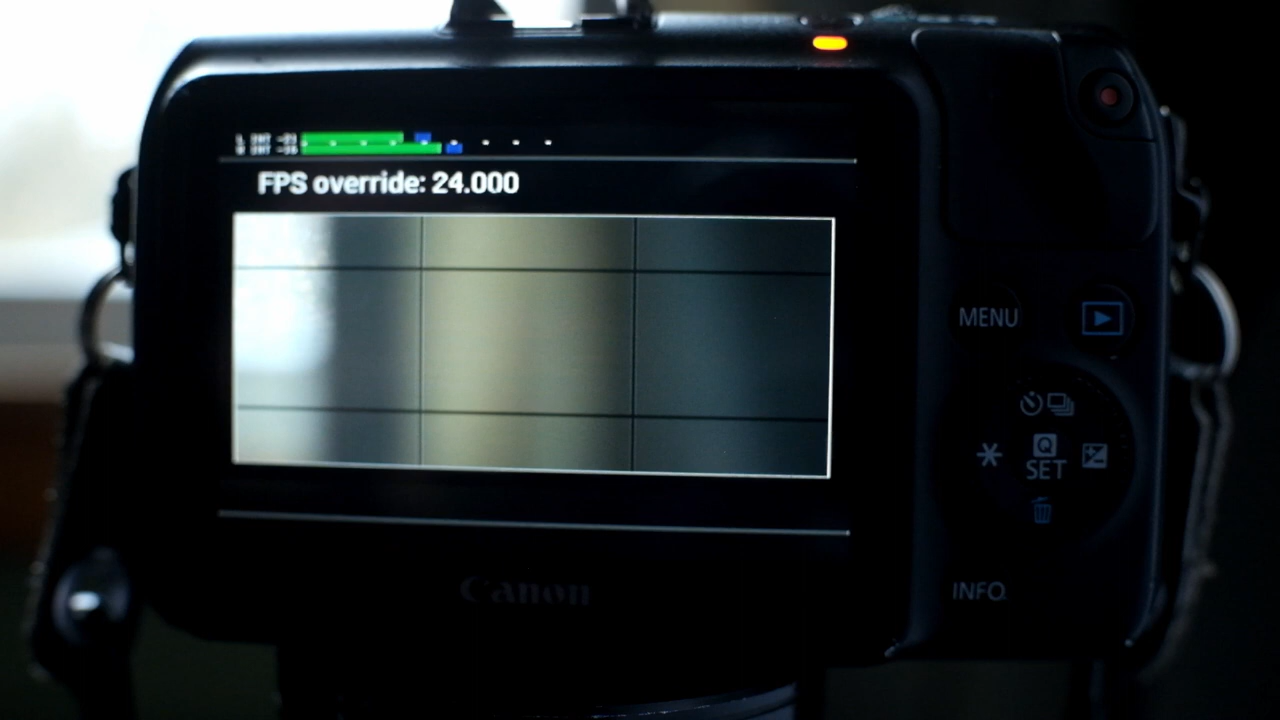 FPS override: 24.000
MENU
Q
SET
Canon
INFO.